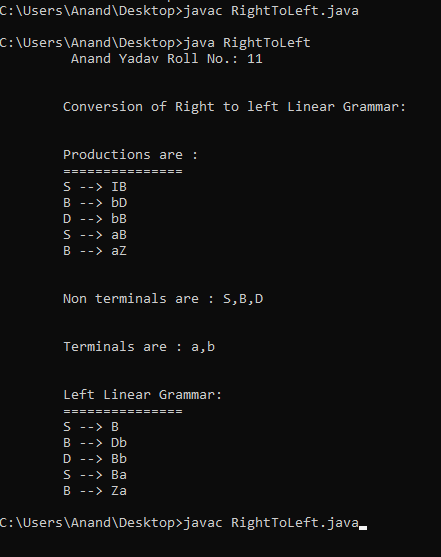 C:\Users\Anand\Desktop>javac RightToLeft.java
C:\Users\Anand\Desktop>java RightToLeft
Anand Yadav Roll No.: 11
Conversion of Right to left Linear Grammar:
Productions are :
===============
S --> IB
B --> bD
D --> bB
S --> aB
B --> aZ
Non terminals are : S,B,D
Terminals are : a,b
Left Linear Grammar:
===============
S --> B
B --> Db
D --> Bb
S --> Ba
B --> Za
C:\Users\Anand\Desktop>javac RightToLeft.java